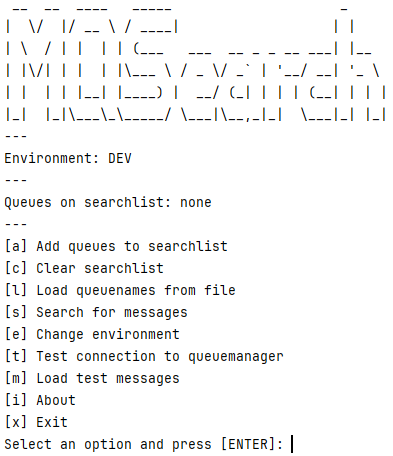 MQSearch
---
Environment: DEV
---
Queues on searchlist: none
---
[a] Add queues to searchlist
[c] Clear searchlist
[l] Load queuenames from file
[s] Search for messages
[e] Change environment
[t] Test connection to queuemanager
[m] Load test messages
[i] About
[x] Exit
Select an option and press [ENTER]: